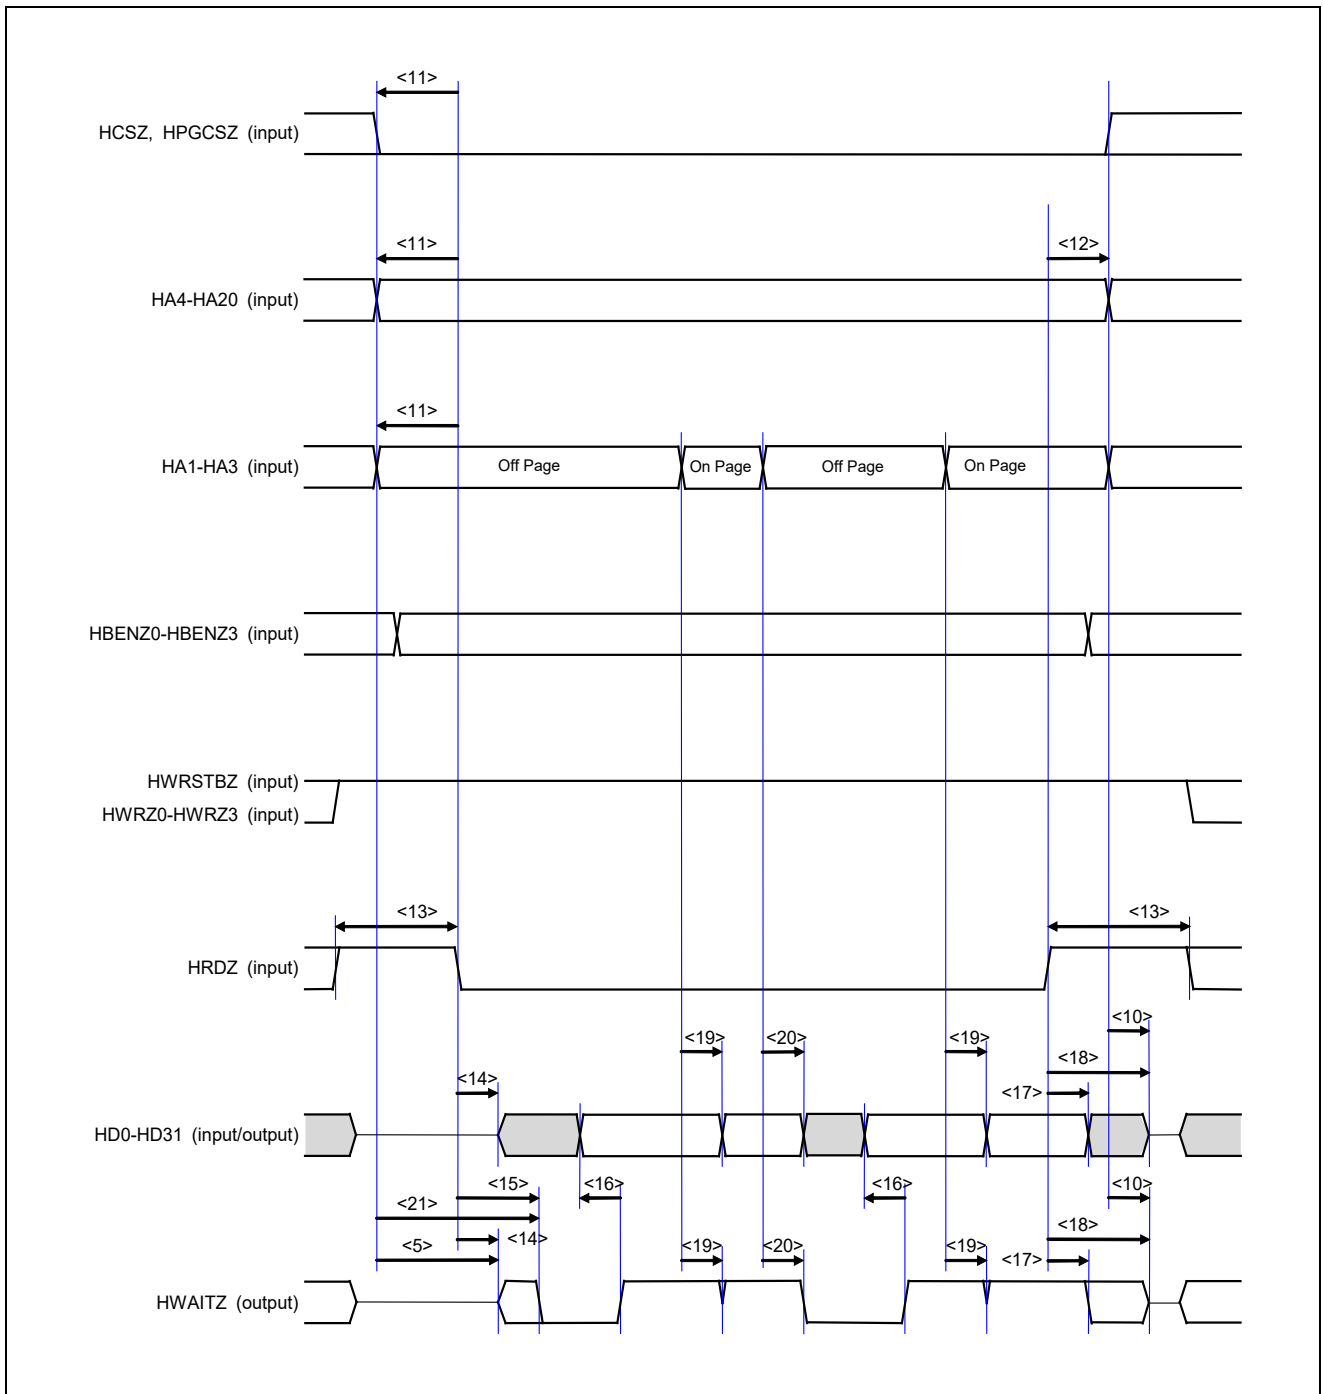 <11>
HCSZ, HPGCSZ (input)
<11>
<12>
HA4-HA20 (input)
<11>
HA1-HA3 (input)
Off Page
On Page
Off Page
On Page
HBENZ0-HBENZ3 (input)
HWRSTBZ (input)
HWRZ0-HWRZ3 (input)
<13>
<13>
HRDZ (input)
<10>
<19>
<20>
<19>
<18>
<14>
<17>
HD0-HD31 (input/output)
<15>
<16>
<16>
<10>
<21>
<14>
<18>
<5>
<19>
<20>
<19>
<17>
HWAITZ (output)